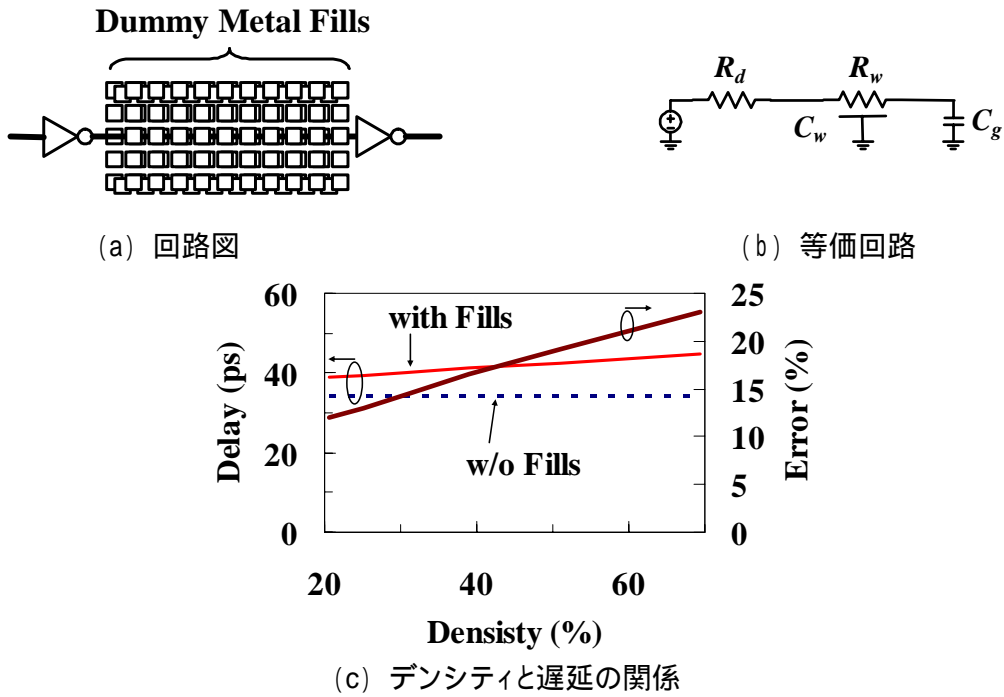 Dummy Metal Fills
R_d
R_w
C_w
C_g
(a) 回路図
(b) 等価回路
60
40
20
0
Delay (ps)
with Fills
w/o Fills
25
20
15
10
5
0
Error (%)
20
40
60
Densisty (%)
(c) デンシティと遅延の関係